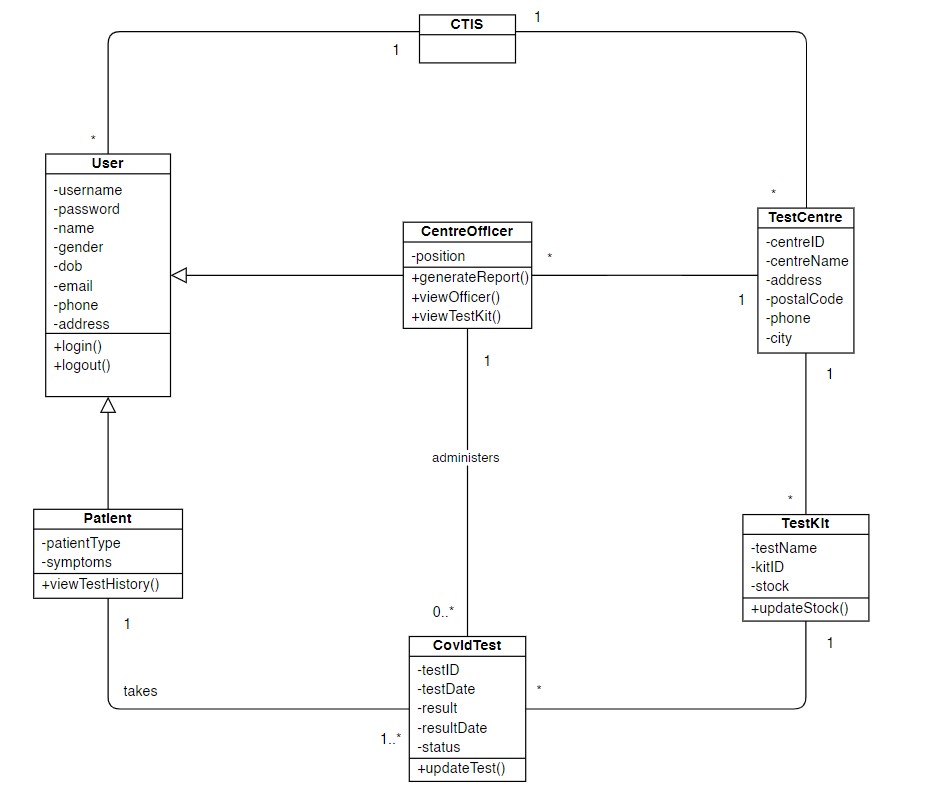 CTIS
1
1
*
*
User
-username
-password
-name
-gender
-dob
-email
-phone
-address
+login()
+logout()
CentreOfficer
-position
+generateReport()
+viewOfficer()
+viewTestKit()
*
1
1
TestCentre
-centreID
-centreName
-address
-postalCode
-phone
-city
1
administers
*
Patient
-patientType
-symptoms
+viewTestHistory()
TestKit
-testName
-kitID
-stock
+updateStock()
1
0..*
1
takes
1..*
CovidTest
-testID
-testDate
-result
-resultDate
-status
+updateTest()
*